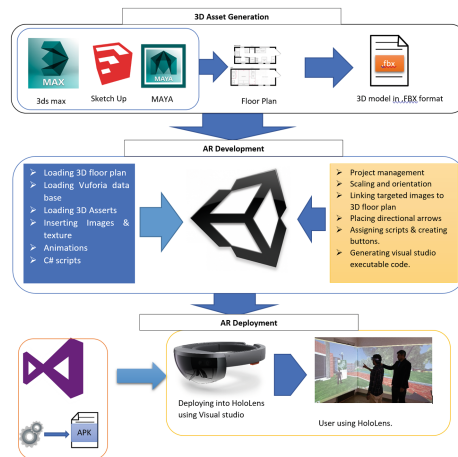 3D Asset Generation
MAX
.fbx
3ds max
Sketch Up
MAYA
Floor Plan
3D model in .FBX format
AR Development
➢ Loading 3D floor plan
➢ Loading Vuforia data
base
➢ Loading 3D Asserts
➢ Inserting Images &
texture
➢ Animations
➢ C# scripts
➢ Project management
➢ Scaling and orientation
➢ Linking targeted images to
3D floor plan
➢ Placing directional arrows
➢ Assigning scripts & creating
buttons.
➢ Generating visual studio
executable code.
AR Deployment
Deploying into HoloLens
using Visual studio
User using HoloLens.
APK